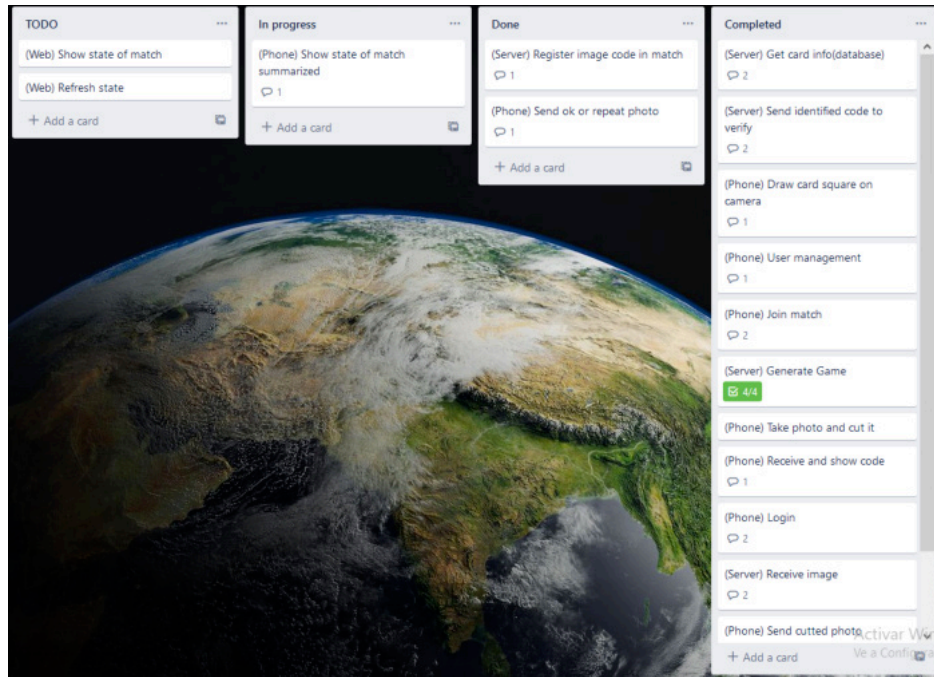 TODO
(Web) Show state of match
(Web) Refresh state
+ Add a card
In progress
(Phone) Show state of match
summarized
1
+ Add a card
Done
(Server) Register image code in match
1
(Phone) Send ok or repeat photo
1
+ Add a card
Completed
(Server) Get card info(database)
2
(Server) Send identified code to
verify
2
(Phone) Draw card square on
camera
1
(Phone) User management
1
(Phone) Join match
2
(Server) Generate Game
4/4
(Phone) Take photo and cut it
(Phone) Receive and show code
1
(Phone) Login
2
(Server) Receive image
2
(Phone) Send cutted photo
+ Add a card
Activar
Ve a